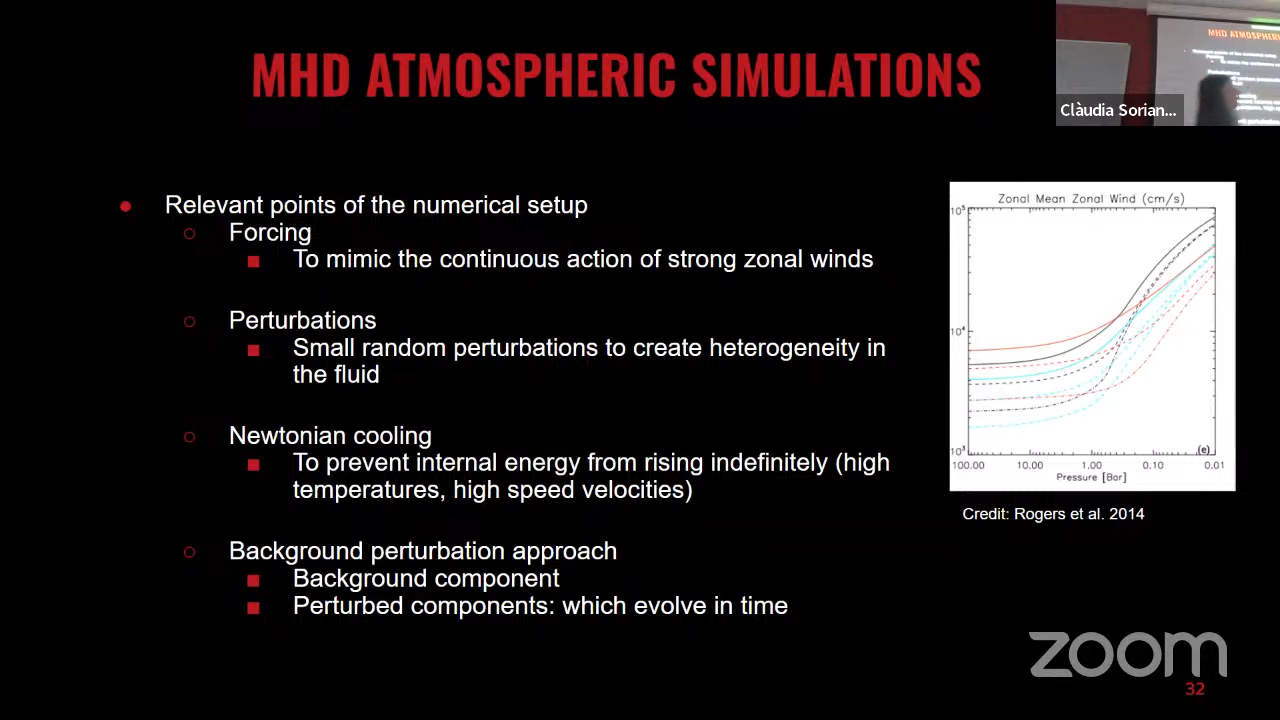 MHD ATMOSPHERIC SIMULATIONS
Clàudia Sorian...
Relevant points of the numerical setup
Forcing
To mimic the continuous action of strong zonal winds
Perturbations
Small random perturbations to create heterogeneity in
the fluid
Newtonian cooling
To prevent internal energy from rising indefinitely (high
temperatures, high speed velocities)
Background perturbation approach
Background component
Perturbed components: which evolve in time
Zonal Mean Zonal Wind (cm/s)
10⁵
10⁴
10³
(e)
100.00 10.00 1.00 0.10 0.01
Pressure [Bar]
Credit: Rogers et al. 2014
zoom
32